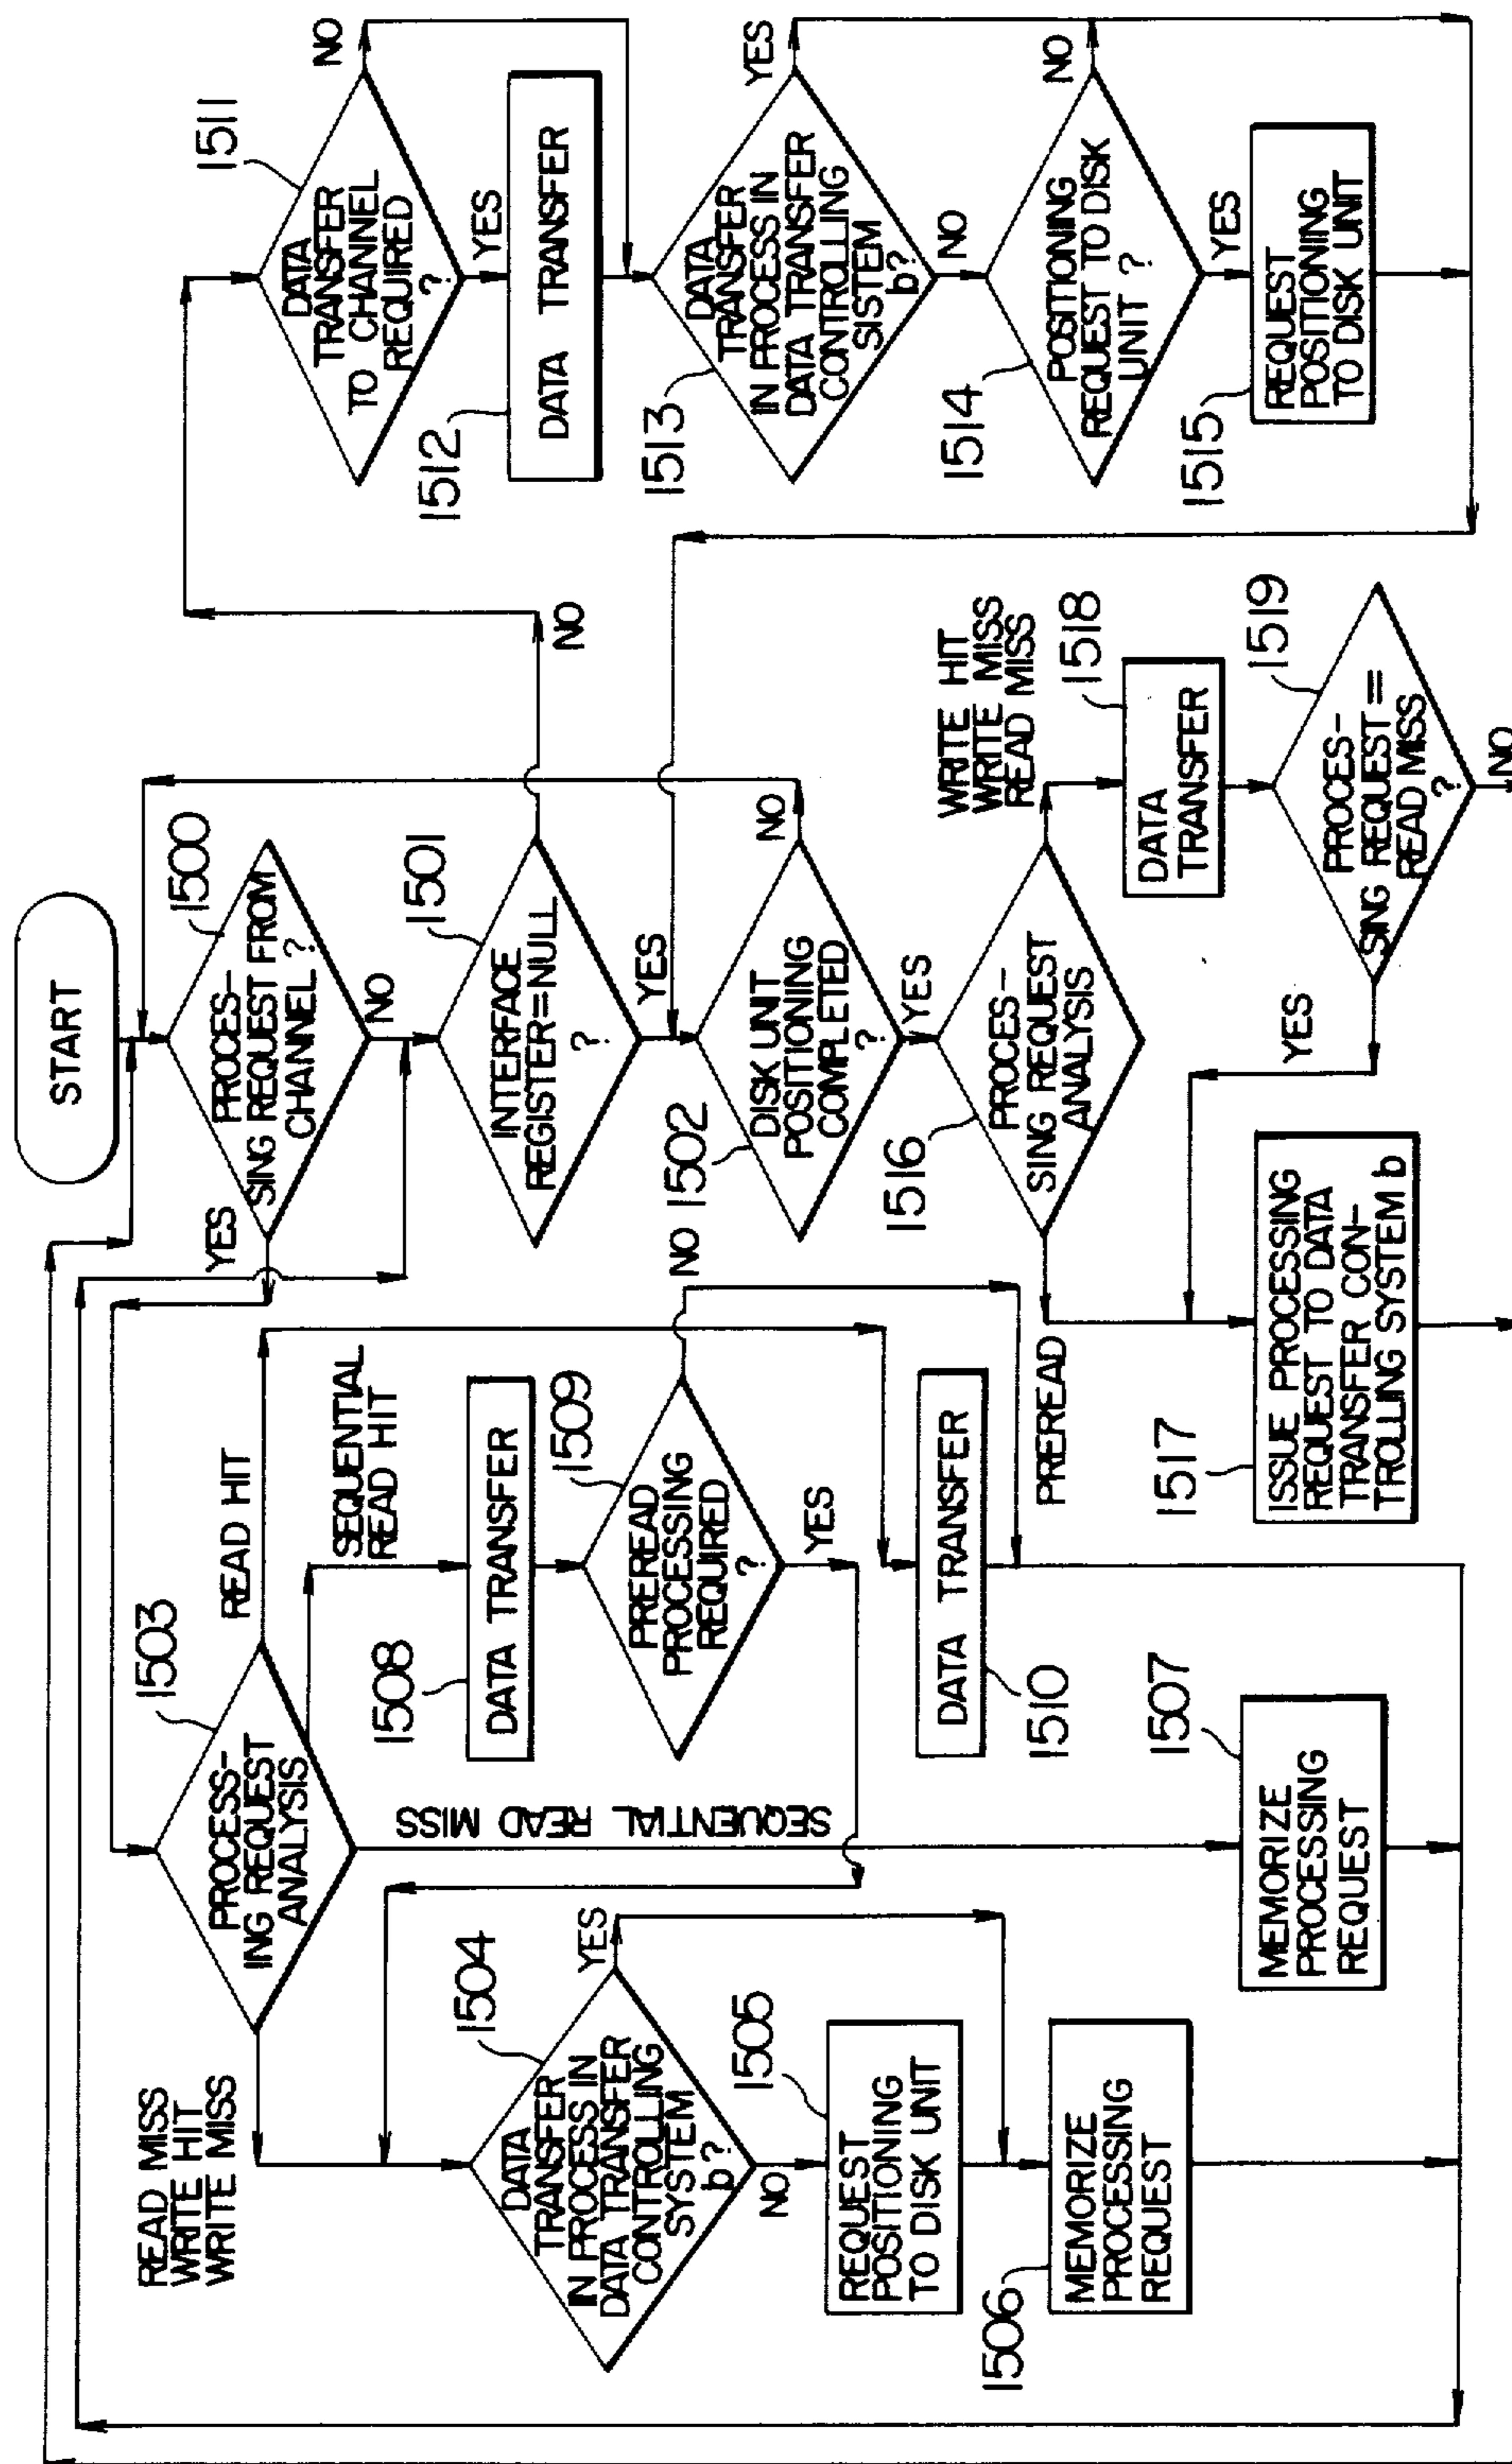 START
1500
PROCES-
SING REQUEST FROM
CHANNEL ?
YES
NO
1501
INTERFACE
REGISTER=NULL
?
NO
YES
1502
DISK UNIT
POSITIONING
COMPLETED
?
NO
YES
1503
PROCESS-
ING REQUEST
ANALYSIS
READ MISS
WRITE HIT
WRITE MISS
READ HIT
SEQUENTIAL
READ HIT
SEQUENTIAL READ MISS
1504
DATA
TRANSFER
IN PROCESS IN
DATA TRANSFER
CONTROLLING
SYSTEM
b?
YES
NO
1505
REQUEST
POSITIONING
TO DISK UNIT
1506
MEMORIZE
PROCESSING
REQUEST
1507
MEMORIZE
PROCESSING
REQUEST
1508
DATA TRANSFER
1509
PREREAD
PROCESSING
REQUIRED
?
NO
YES
1510
DATA TRANSFER
1511
DATA
TRANSFER
TO CHANNEL
REQUIRED
?
NO
YES
1512
DATA TRANSFER
1513
DATA
TRANSFER
IN PROCESS IN
DATA TRANSFER
CONTROLLING
SISTEM
b?
YES
NO
1514
POSITIONING
REQUEST TO DISK
UNIT ?
NO
YES
1515
REQUEST
POSITIONING
TO DISK UNIT
1516
PROCES-
SING REQUEST
ANALYSIS
PREREAD
WRITE HIT
WRITE MISS
READ MISS
1517
ISSUE PROCESSING
REQUEST TO DATA
TRANSFER CON-
TROLLING SYSTEM b
1518
DATA
TRANSFER
1519
PROCES-
SING REQUEST =
READ MISS
?
YES
NO